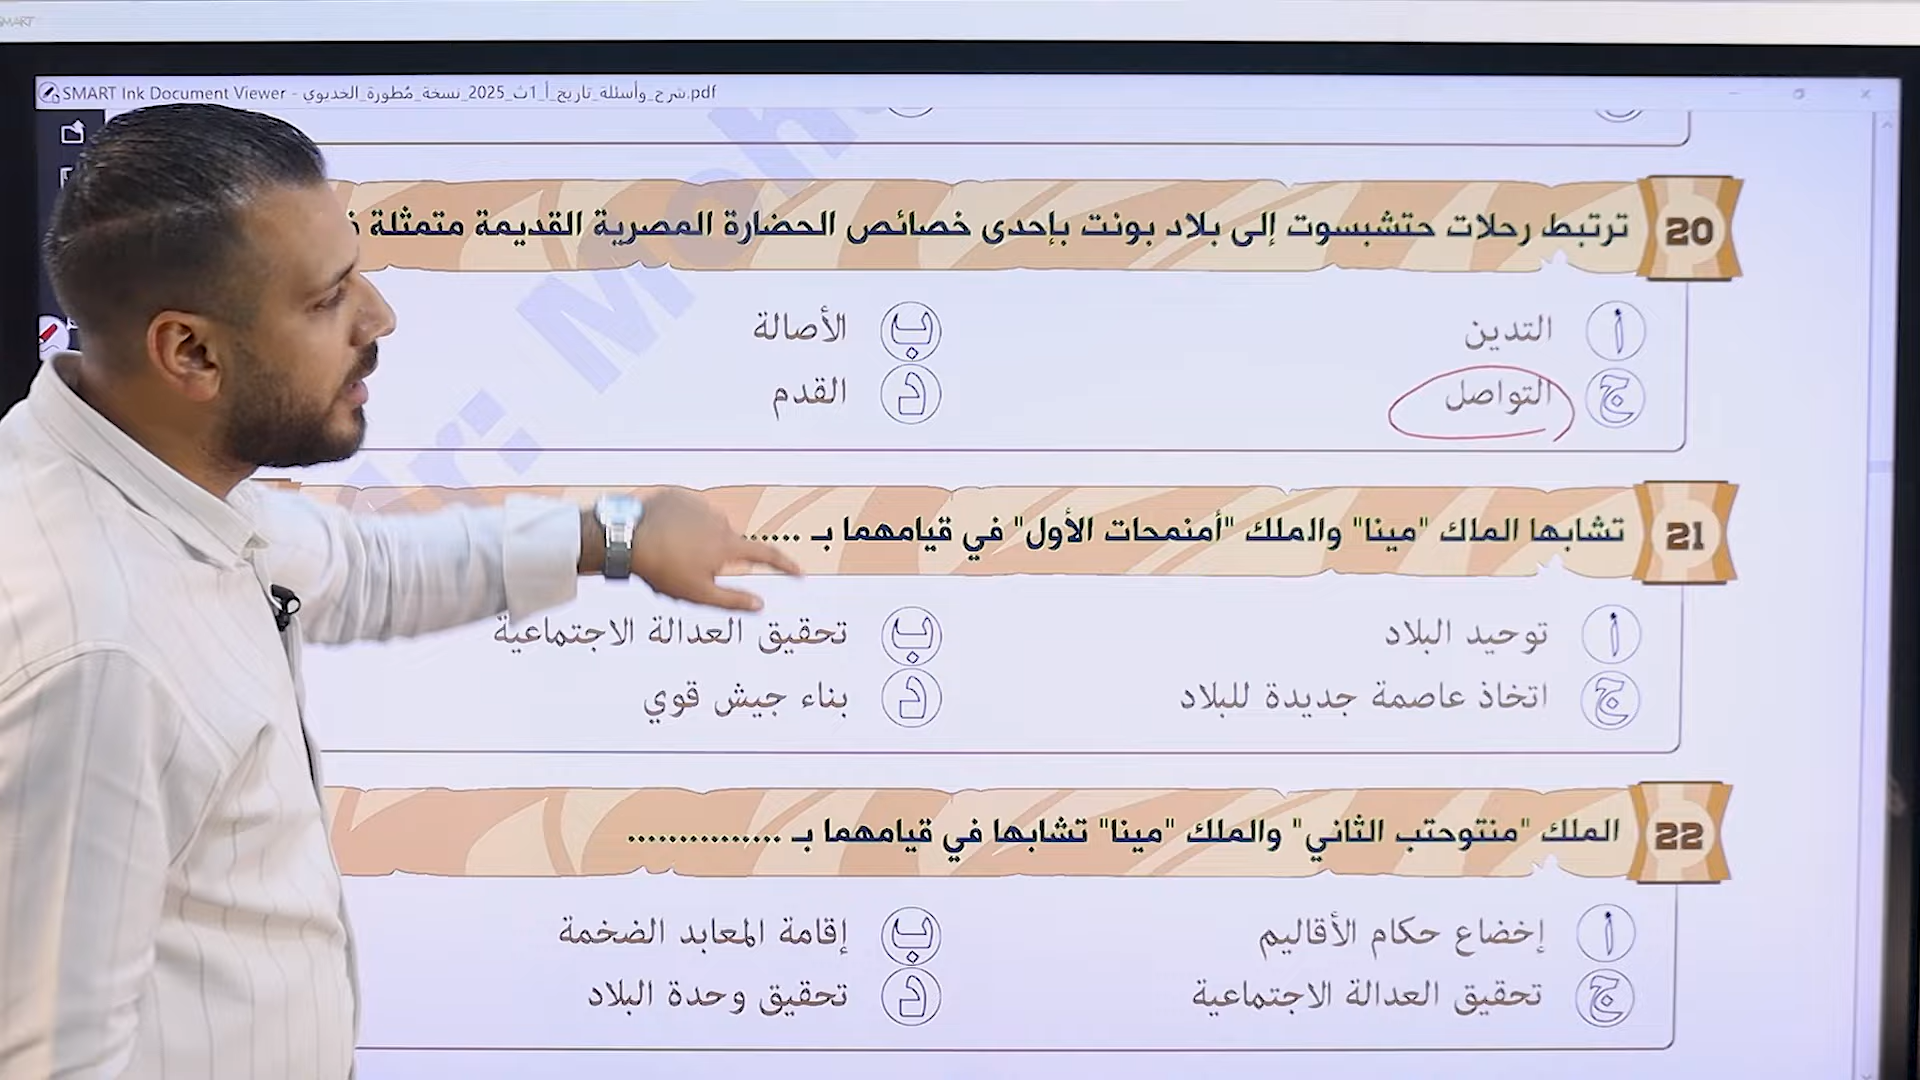 SMART
SMART Ink Document Viewer - شرح_وأسئلة_تاريخ_أ_1ث_2025_نسخة_مُطورة_الخديوي.pdf
20 ترتبط رحلات حتشبسوت إلى بلاد بونت بإحدى خصائص الحضارة المصرية القديمة متمثلة
أ التدين
ب الأصالة
ج التواصل
د القدم
21 تشابها الملك "مينا" والملك "أمنمحات الأول" في قيامهما بـ ......
أ توحيد البلاد
ب تحقيق العدالة الاجتماعية
ج اتخاذ عاصمة جديدة للبلاد
د بناء جيش قوي
22 الملك "منتوحتب الثاني" والملك "مينا" تشابها في قيامهما بـ ...............
أ إخضاع حكام الأقاليم
ب إقامة المعابد الضخمة
ج تحقيق العدالة الاجتماعية
د تحقيق وحدة البلاد